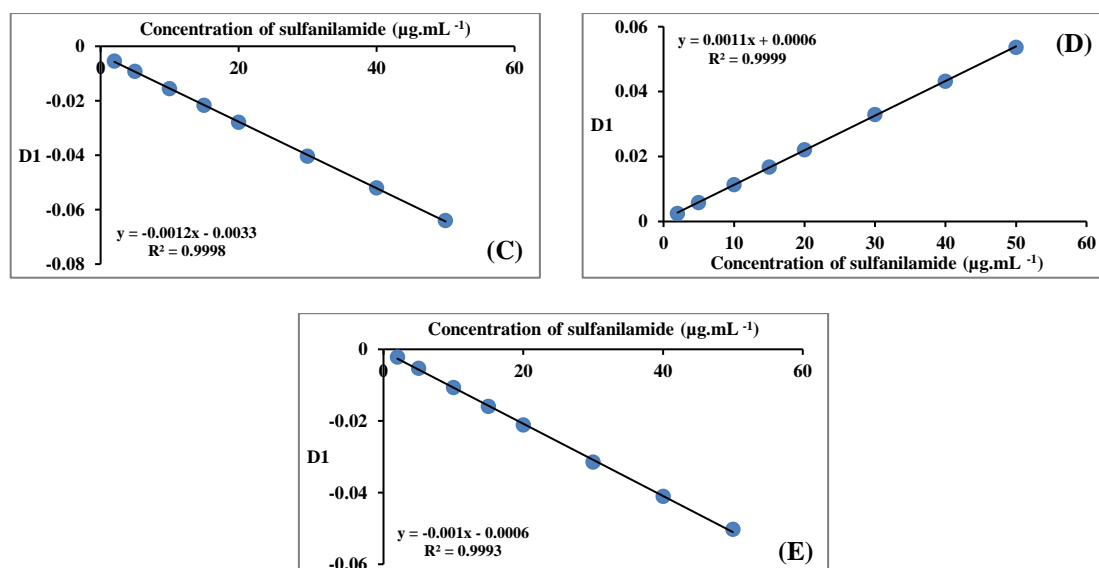 Concentration of sulfanilamide (µg.mL -1)
0
0 20 40 60
-0.02
D1 -0.04
-0.06
-0.08
y = -0.0012x - 0.0033
R² = 0.9998
(C)
0.06
y = 0.0011x + 0.0006
R² = 0.9999
(D)
0.04
D1
0.02
0
0 10 20 30 40 50 60
Concentration of sulfanilamide (µg.mL -1)
Concentration of sulfanilamide (µg.mL -1)
0
0 20 40 60
-0.02
D1
-0.04
y = -0.001x - 0.0006
R² = 0.9993
-0.06
(E)